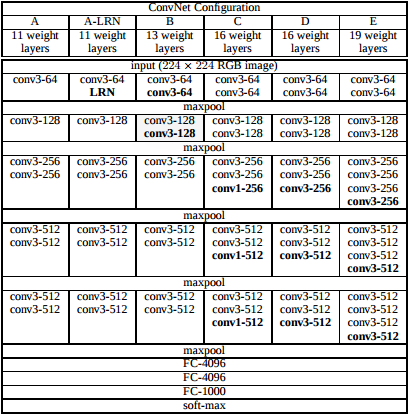 ConvNet Configuration
A A-LRN B C D E
11 weight 11 weight 13 weight 16 weight 16 weight 19 weight
layers layers layers layers layers layers
input (224 × 224 RGB image)
conv3-64 conv3-64 conv3-64 conv3-64 conv3-64 conv3-64
LRN conv3-64 conv3-64 conv3-64 conv3-64
maxpool
conv3-128 conv3-128 conv3-128 conv3-128 conv3-128 conv3-128
conv3-128 conv3-128 conv3-128 conv3-128
maxpool
conv3-256 conv3-256 conv3-256 conv3-256 conv3-256 conv3-256
conv3-256 conv3-256 conv3-256 conv3-256 conv3-256 conv3-256
conv1-256 conv3-256 conv3-256
conv3-256
maxpool
conv3-512 conv3-512 conv3-512 conv3-512 conv3-512 conv3-512
conv3-512 conv3-512 conv3-512 conv3-512 conv3-512 conv3-512
conv1-512 conv3-512 conv3-512
conv3-512
maxpool
conv3-512 conv3-512 conv3-512 conv3-512 conv3-512 conv3-512
conv3-512 conv3-512 conv3-512 conv3-512 conv3-512 conv3-512
conv1-512 conv3-512 conv3-512
conv3-512
maxpool
FC-4096
FC-4096
FC-1000
soft-max